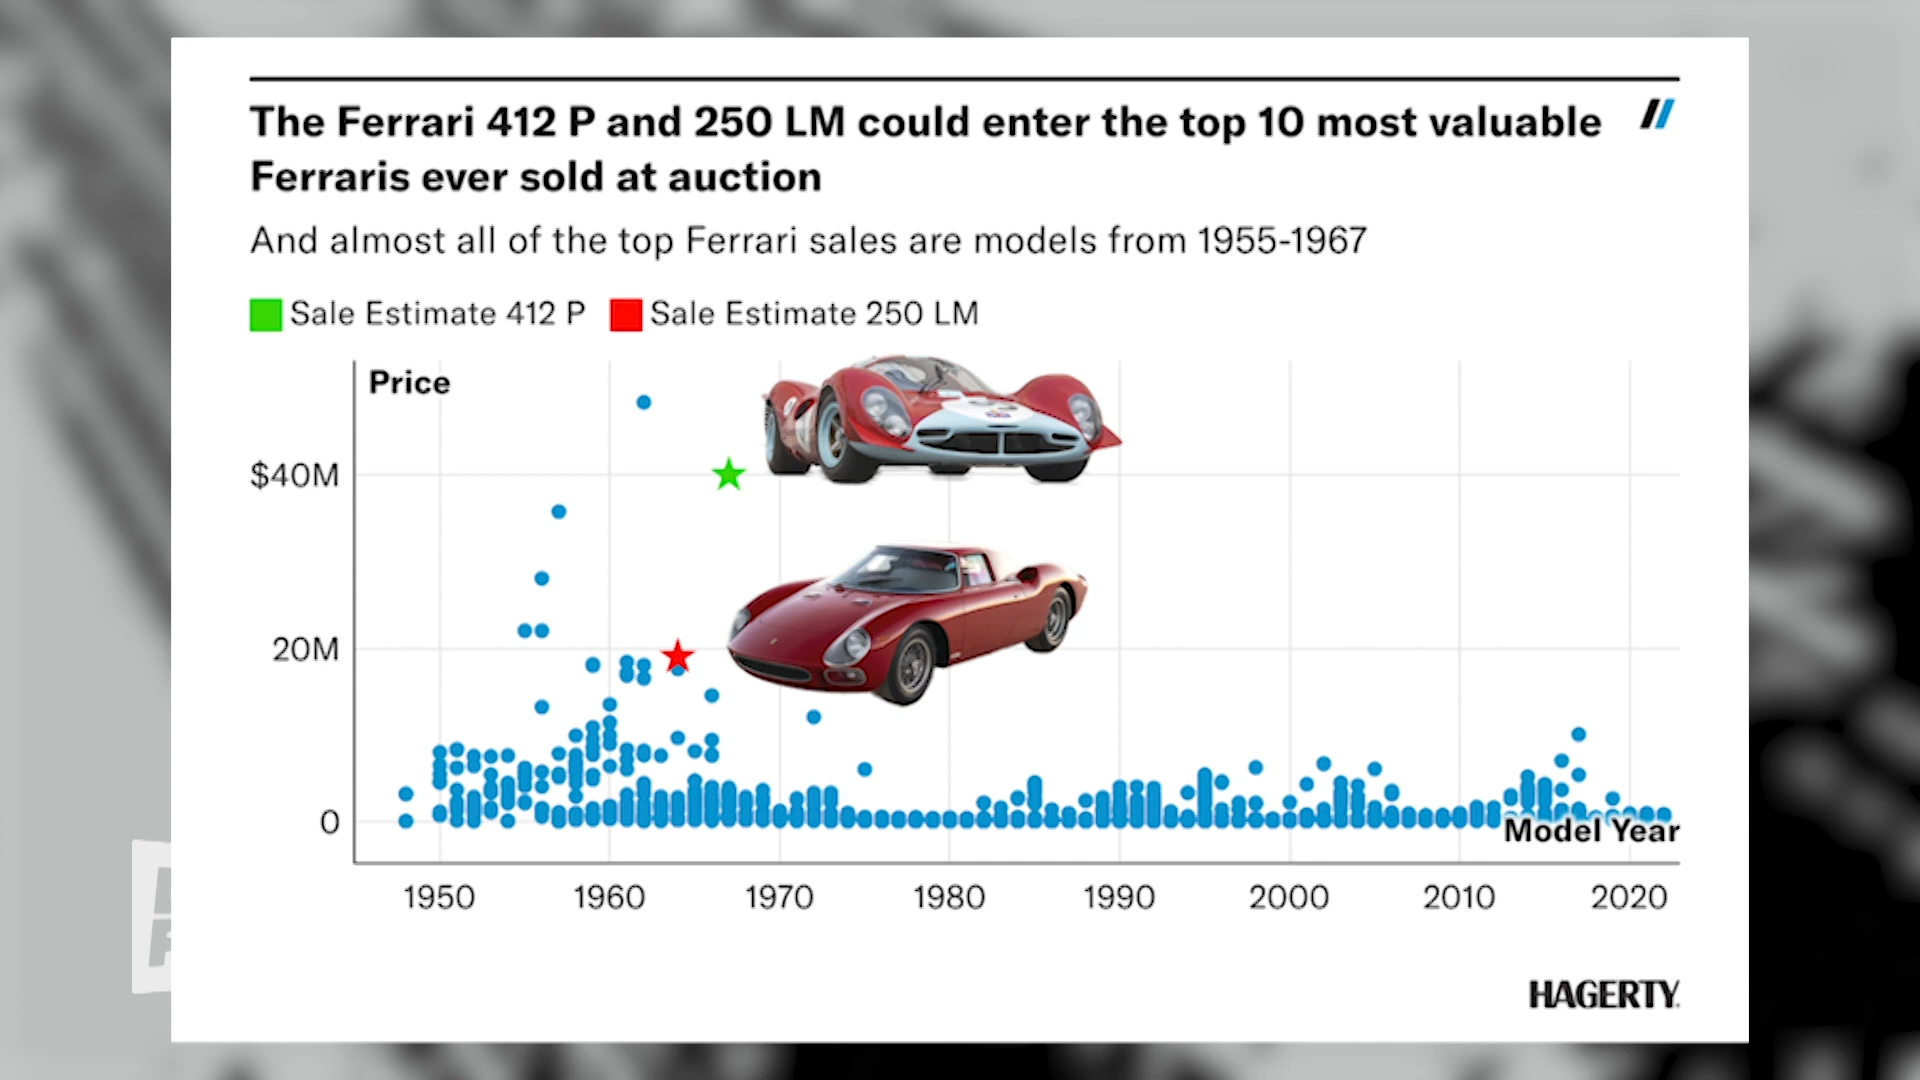 The Ferrari 412 P and 250 LM could enter the top 10 most valuable
Ferraris ever sold at auction
And almost all of the top Ferrari sales are models from 1955-1967
Sale Estimate 412 P Sale Estimate 250 LM
Price
$40M
20M
0
Model Year
1950 1960 1970 1980 1990 2000 2010 2020
HAGERTY